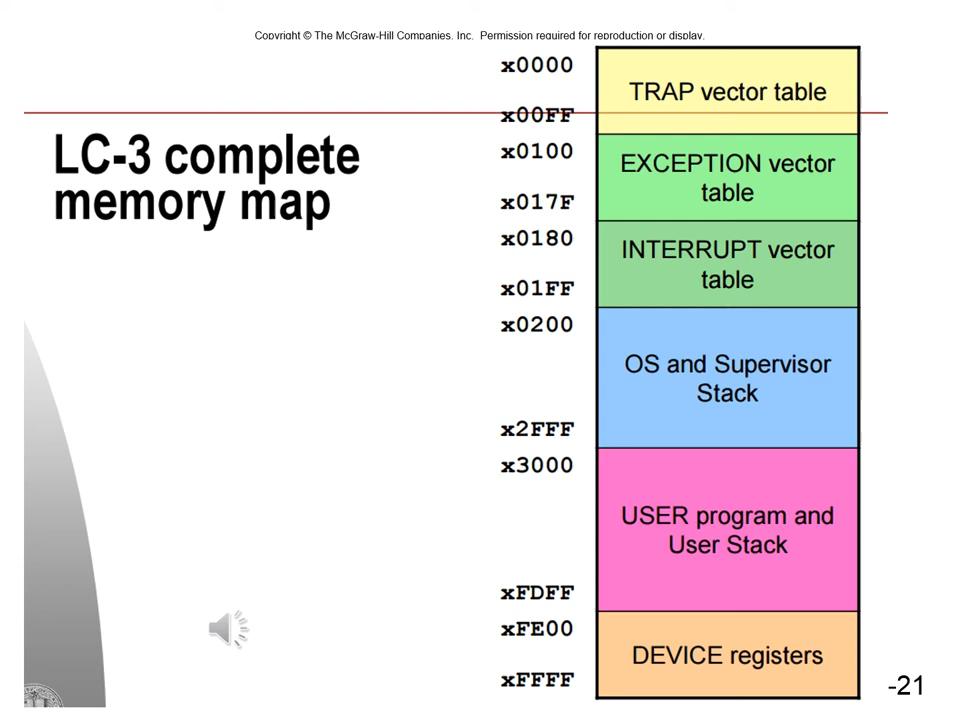 Copyright © The McGraw-Hill Companies, Inc. Permission required for reproduction or display.
LC-3 complete
memory map
x0000
TRAP vector table
x00FF
x0100
EXCEPTION vector
table
x017F
x0180
INTERRUPT vector
table
x01FF
x0200
OS and Supervisor
Stack
x2FFF
x3000
USER program and
User Stack
xFDFF
xFE00
DEVICE registers
xFFFF
-21